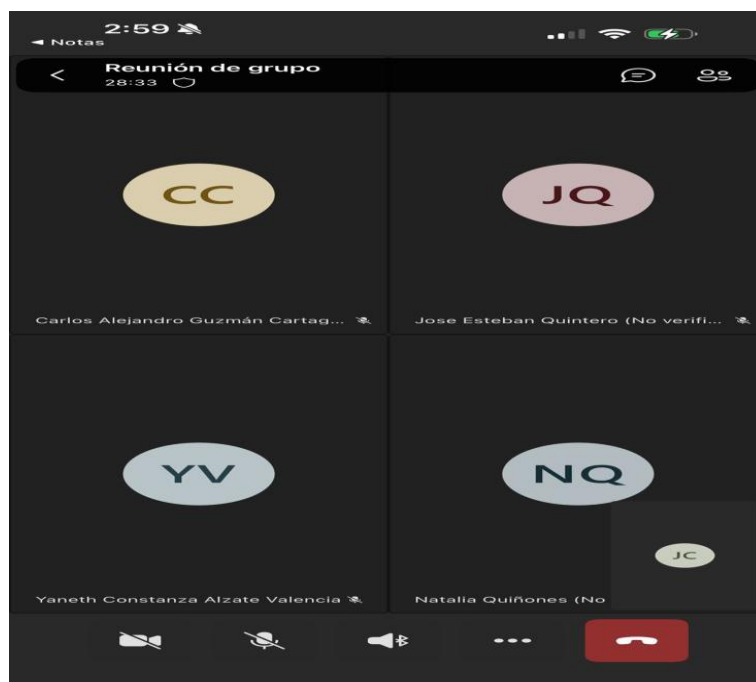 2:59
◄ Notas
Reunión de grupo
28:33
CC
JQ
Carlos Alejandro Guzmán Cartag...
Jose Esteban Quintero (No verifi...
YV
NQ
JC
Yaneth Constanza Alzate Valencia
Natalia Quiñones (No